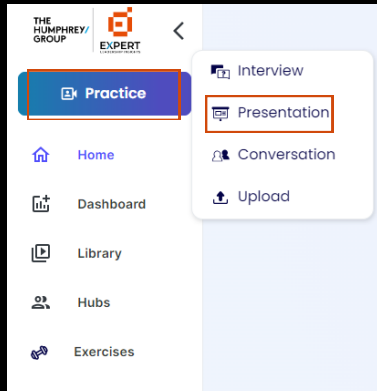 THE
HUMPHREY/
GROUP
EXPERT
Practice
Home
Dashboard
Library
Hubs
Exercises
Interview
Presentation
Conversation
Upload